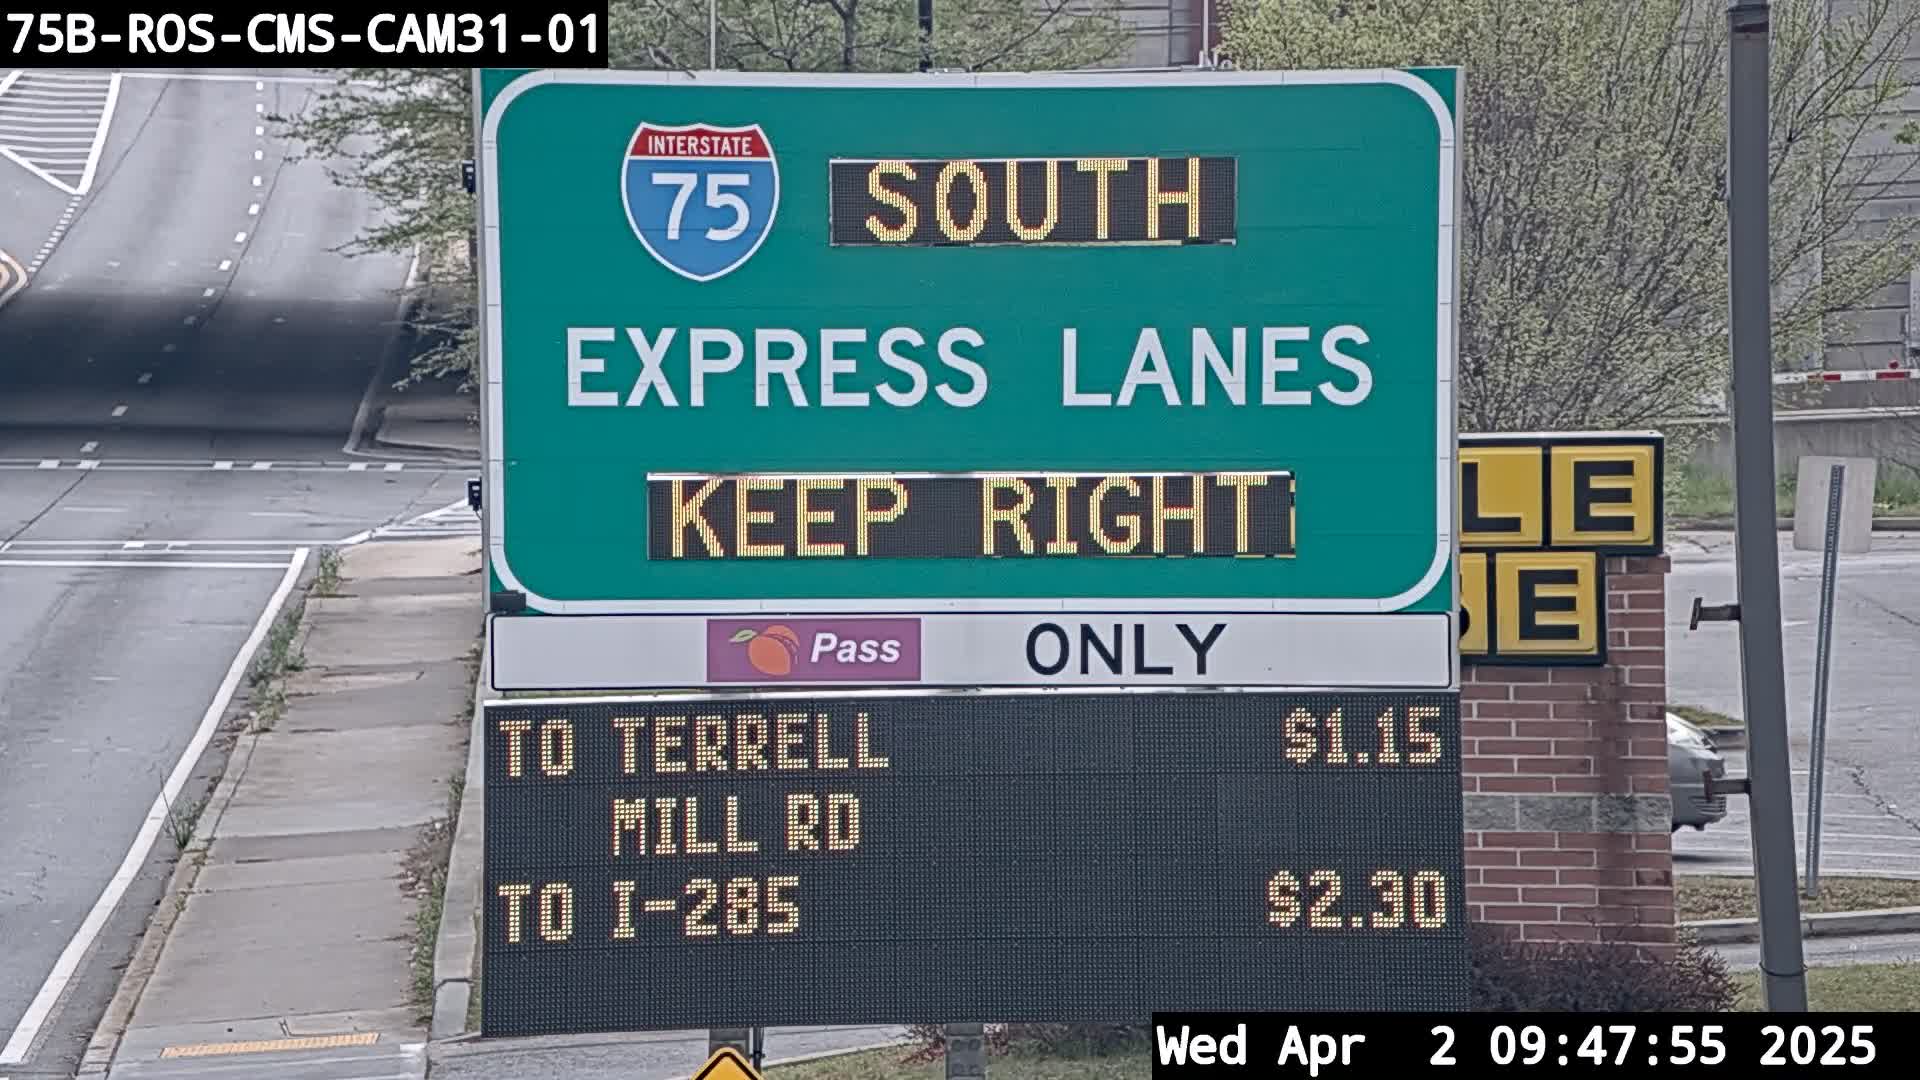 75B-ROS-CMS-CAM31-01
INTERSTATE
75
SOUTH
EXPRESS LANES
KEEP RIGHT
LE
E
Pass ONLY
TO TERRELL $1.15
MILL RD
TO I-285 $2.30
Wed Apr 2 09:47:55 2025